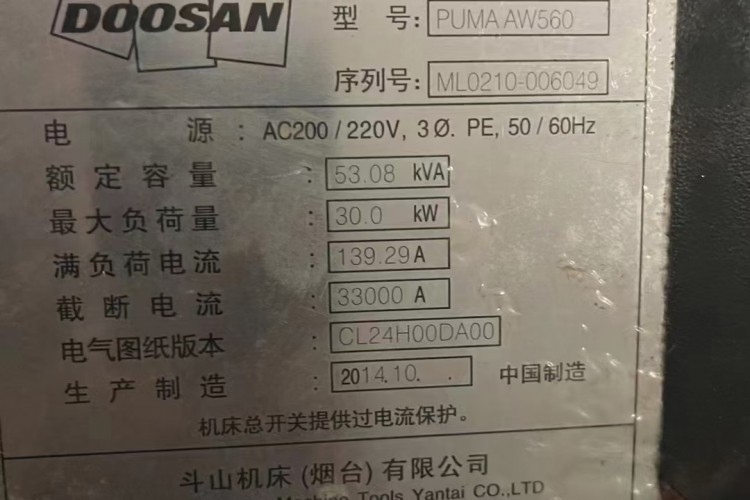 DOOSAN 型 号: PUMA AW560
序列号: ML0210-006049
电 源 : AC200/220V, 3Ø. PE, 50/60Hz
额定容量 : 53.08 kVA
最大负荷量 : 30.0 kW
满负荷电流 : 139.29 A
截断电流 : 33000 A
电气图纸版本 : CL24H00DA00
生产制造 : 2014.10. . 中国制造
机床总开关提供过电流保护。
斗山机床(烟台)有限公司
Machine Tools Yantai CO.,LTD